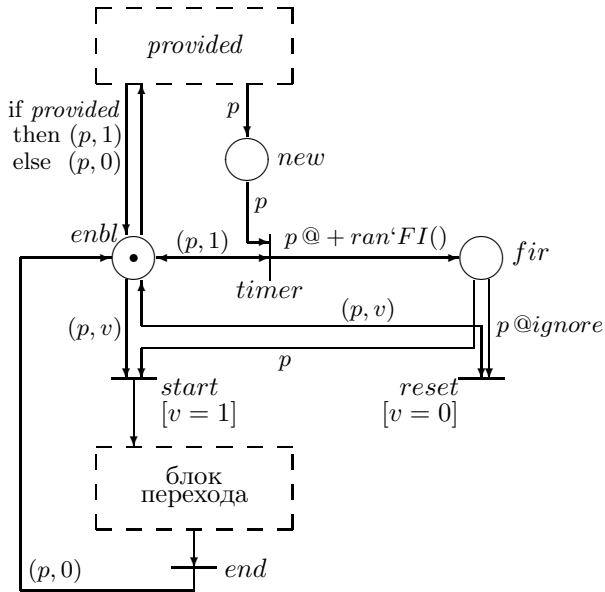 provided
if provided
then (p, 1)
else (p, 0)
p
new
p
enbl
(p, 1)
p @ + ran‘FI()
fir
timer
(p, v)
(p, v)
p @ignore
p
start
[v = 1]
reset
[v = 0]
блок
перехода
(p, 0)
end